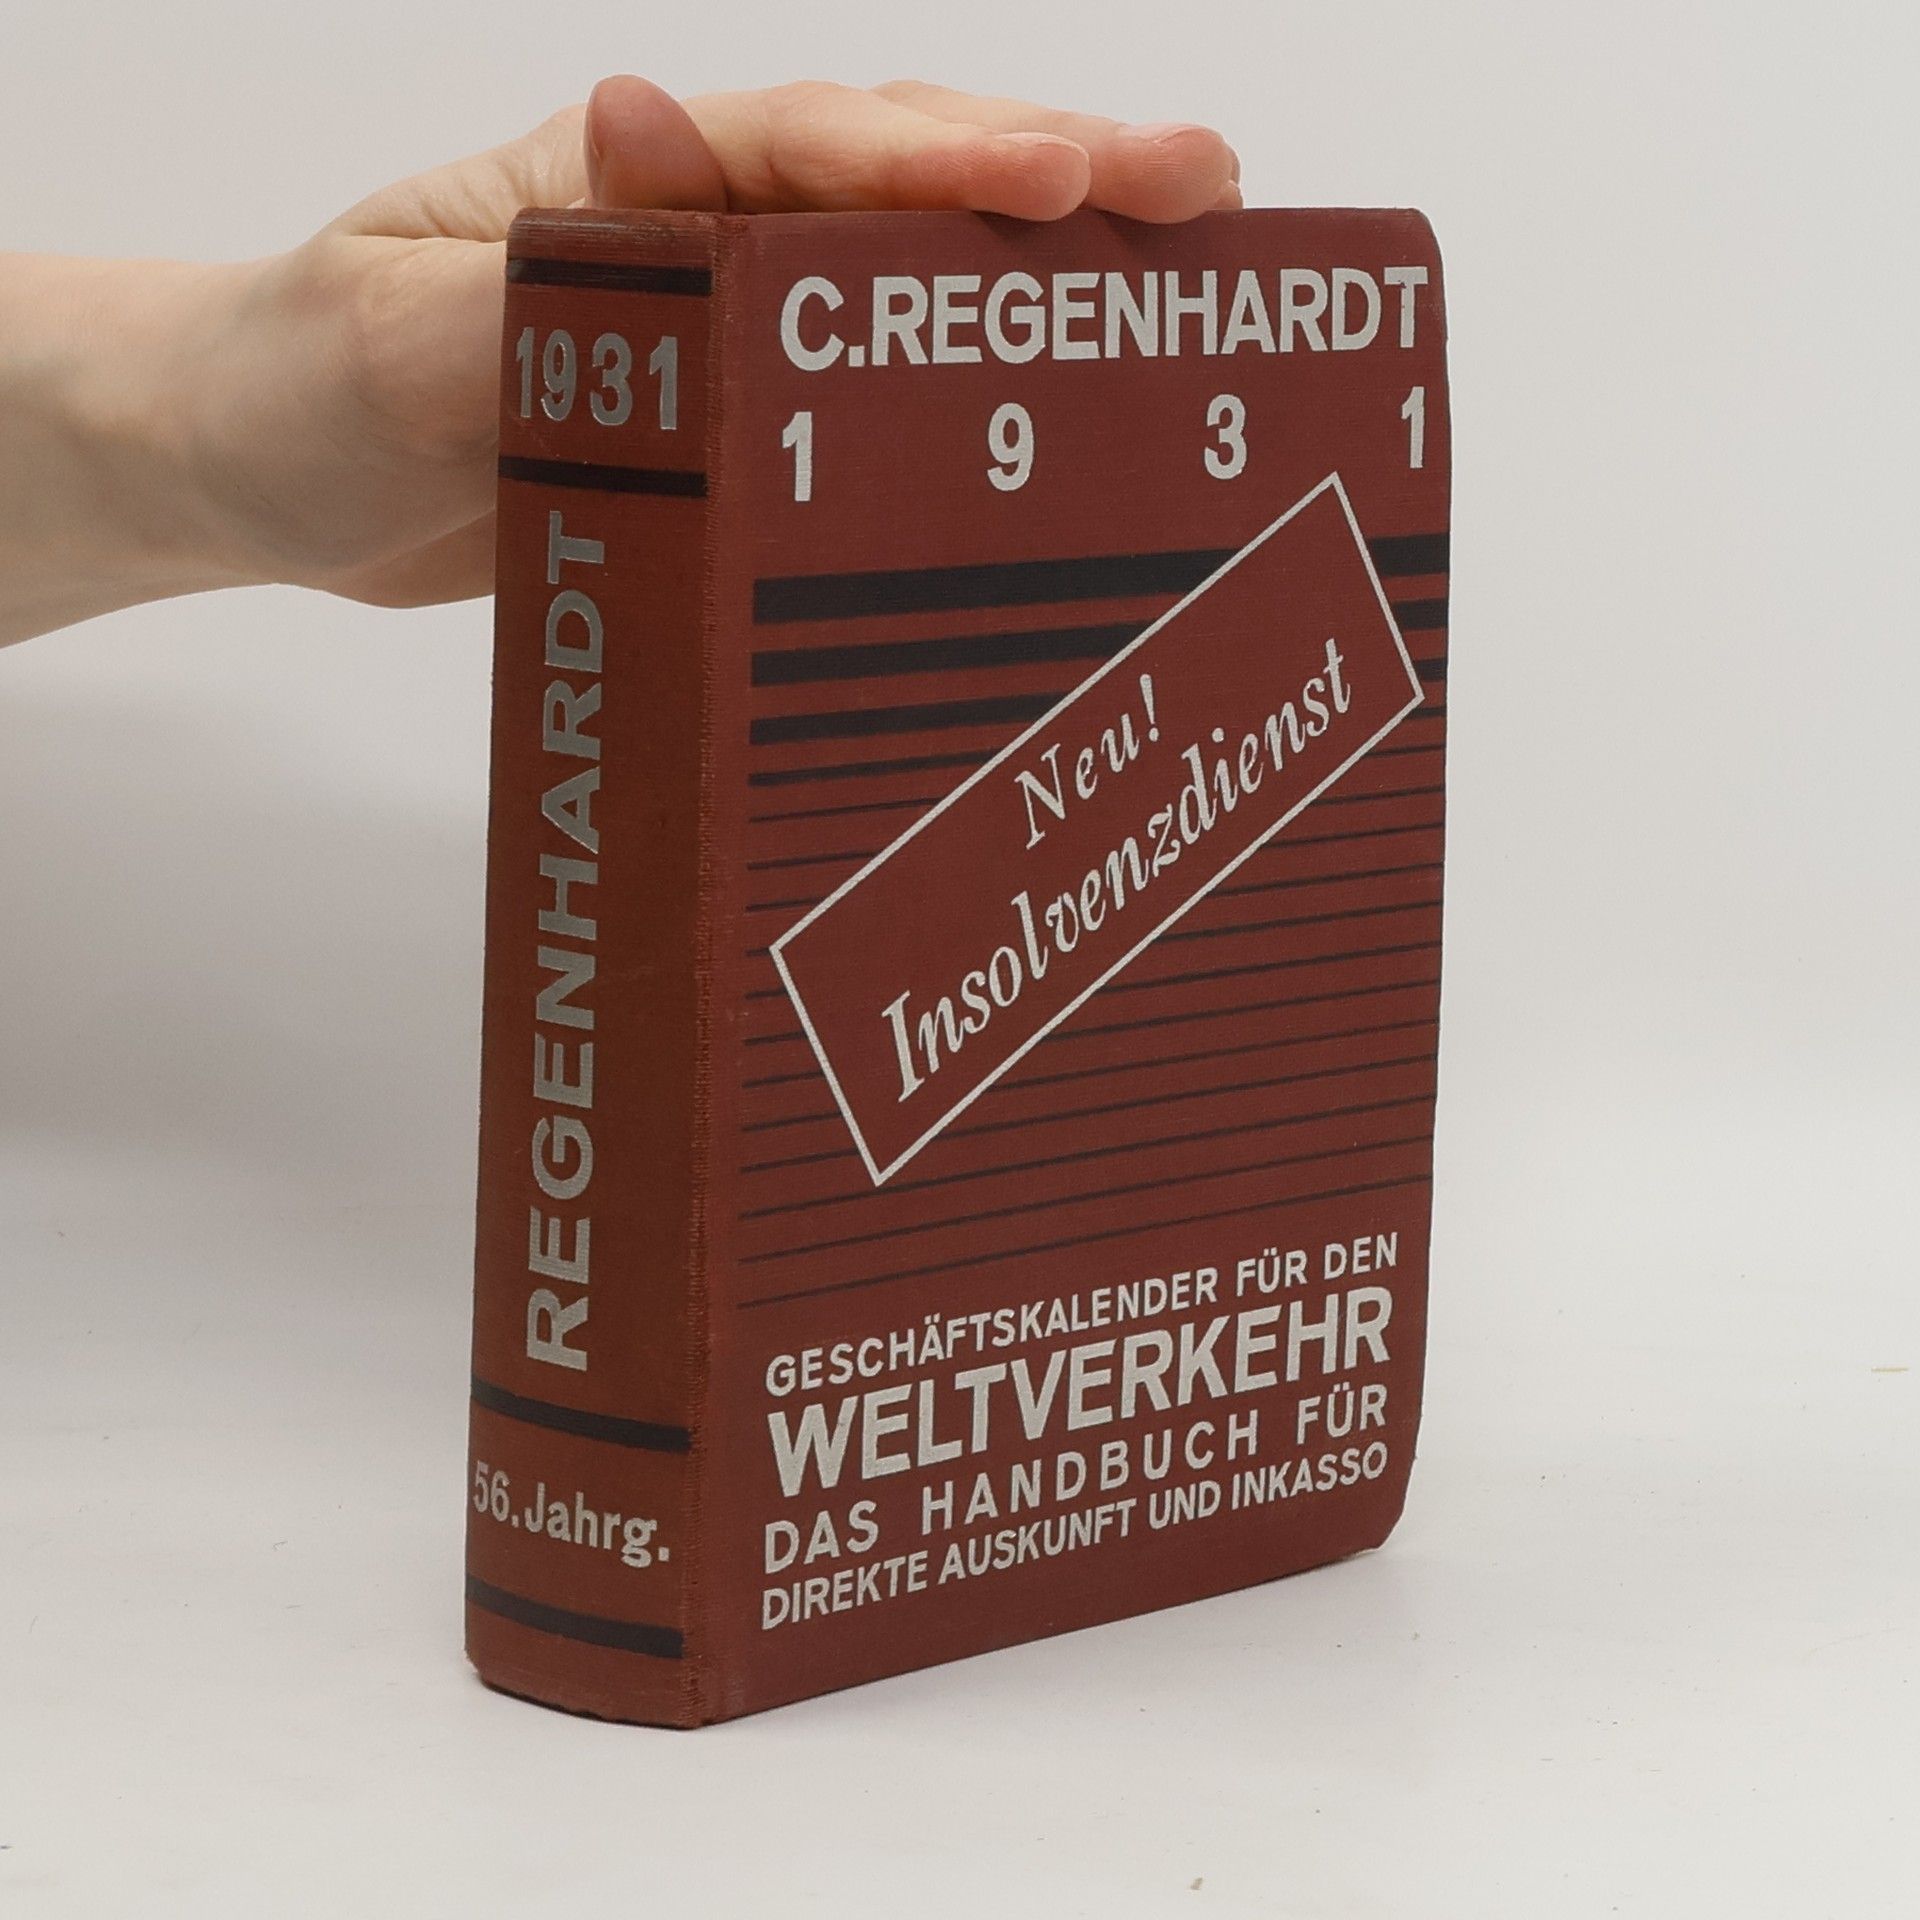 1931
REGENHARDT
56. Jahrg.
C.REGENHARDT
1 9 3 1
Neu!
Insolvenzdienst
GESCHÄFTSKALENDER FÜR DEN
WELTVERKEHR
DAS HANDBUCH FÜR
DIREKTE AUSKUNFT UND INKASSO